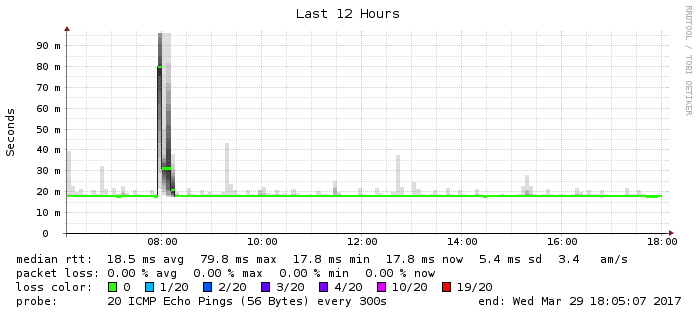 Last 12 Hours
RRDTOOL / TOBI OETIKER
Seconds
90 m
80 m
70 m
60 m
50 m
40 m
30 m
20 m
10 m
0
08:00 10:00 12:00 14:00 16:00 18:00
median rtt: 18.5 ms avg 79.8 ms max 17.8 ms min 17.8 ms now 5.4 ms sd 3.4 am/s
packet loss: 0.00 % avg 0.00 % max 0.00 % min 0.00 % now
loss color: 0 1/20 2/20 3/20 4/20 10/20 19/20
probe: 20 ICMP Echo Pings (56 Bytes) every 300s end: Wed Mar 29 18:05:07 2017